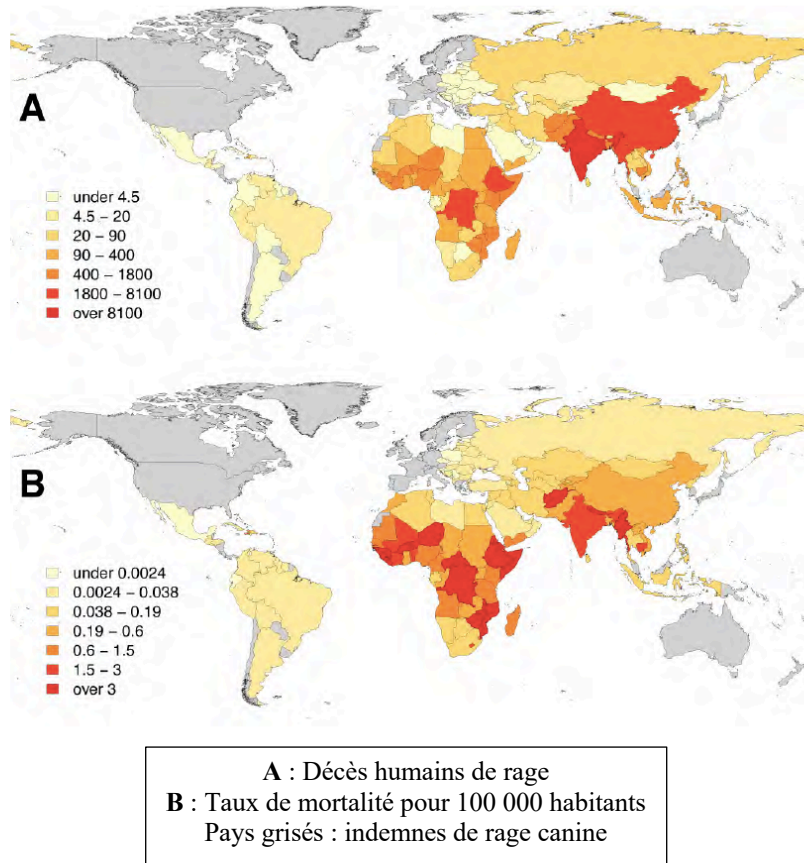 A
under 4.5
4.5 – 20
20 – 90
90 – 400
400 – 1800
1800 – 8100
over 8100
B
under 0.0024
0.0024 – 0.038
0.038 – 0.19
0.19 – 0.6
0.6 – 1.5
1.5 – 3
over 3
A : Décès humains de rage
B : Taux de mortalité pour 100 000 habitants
Pays grisés : indemnes de rage canine